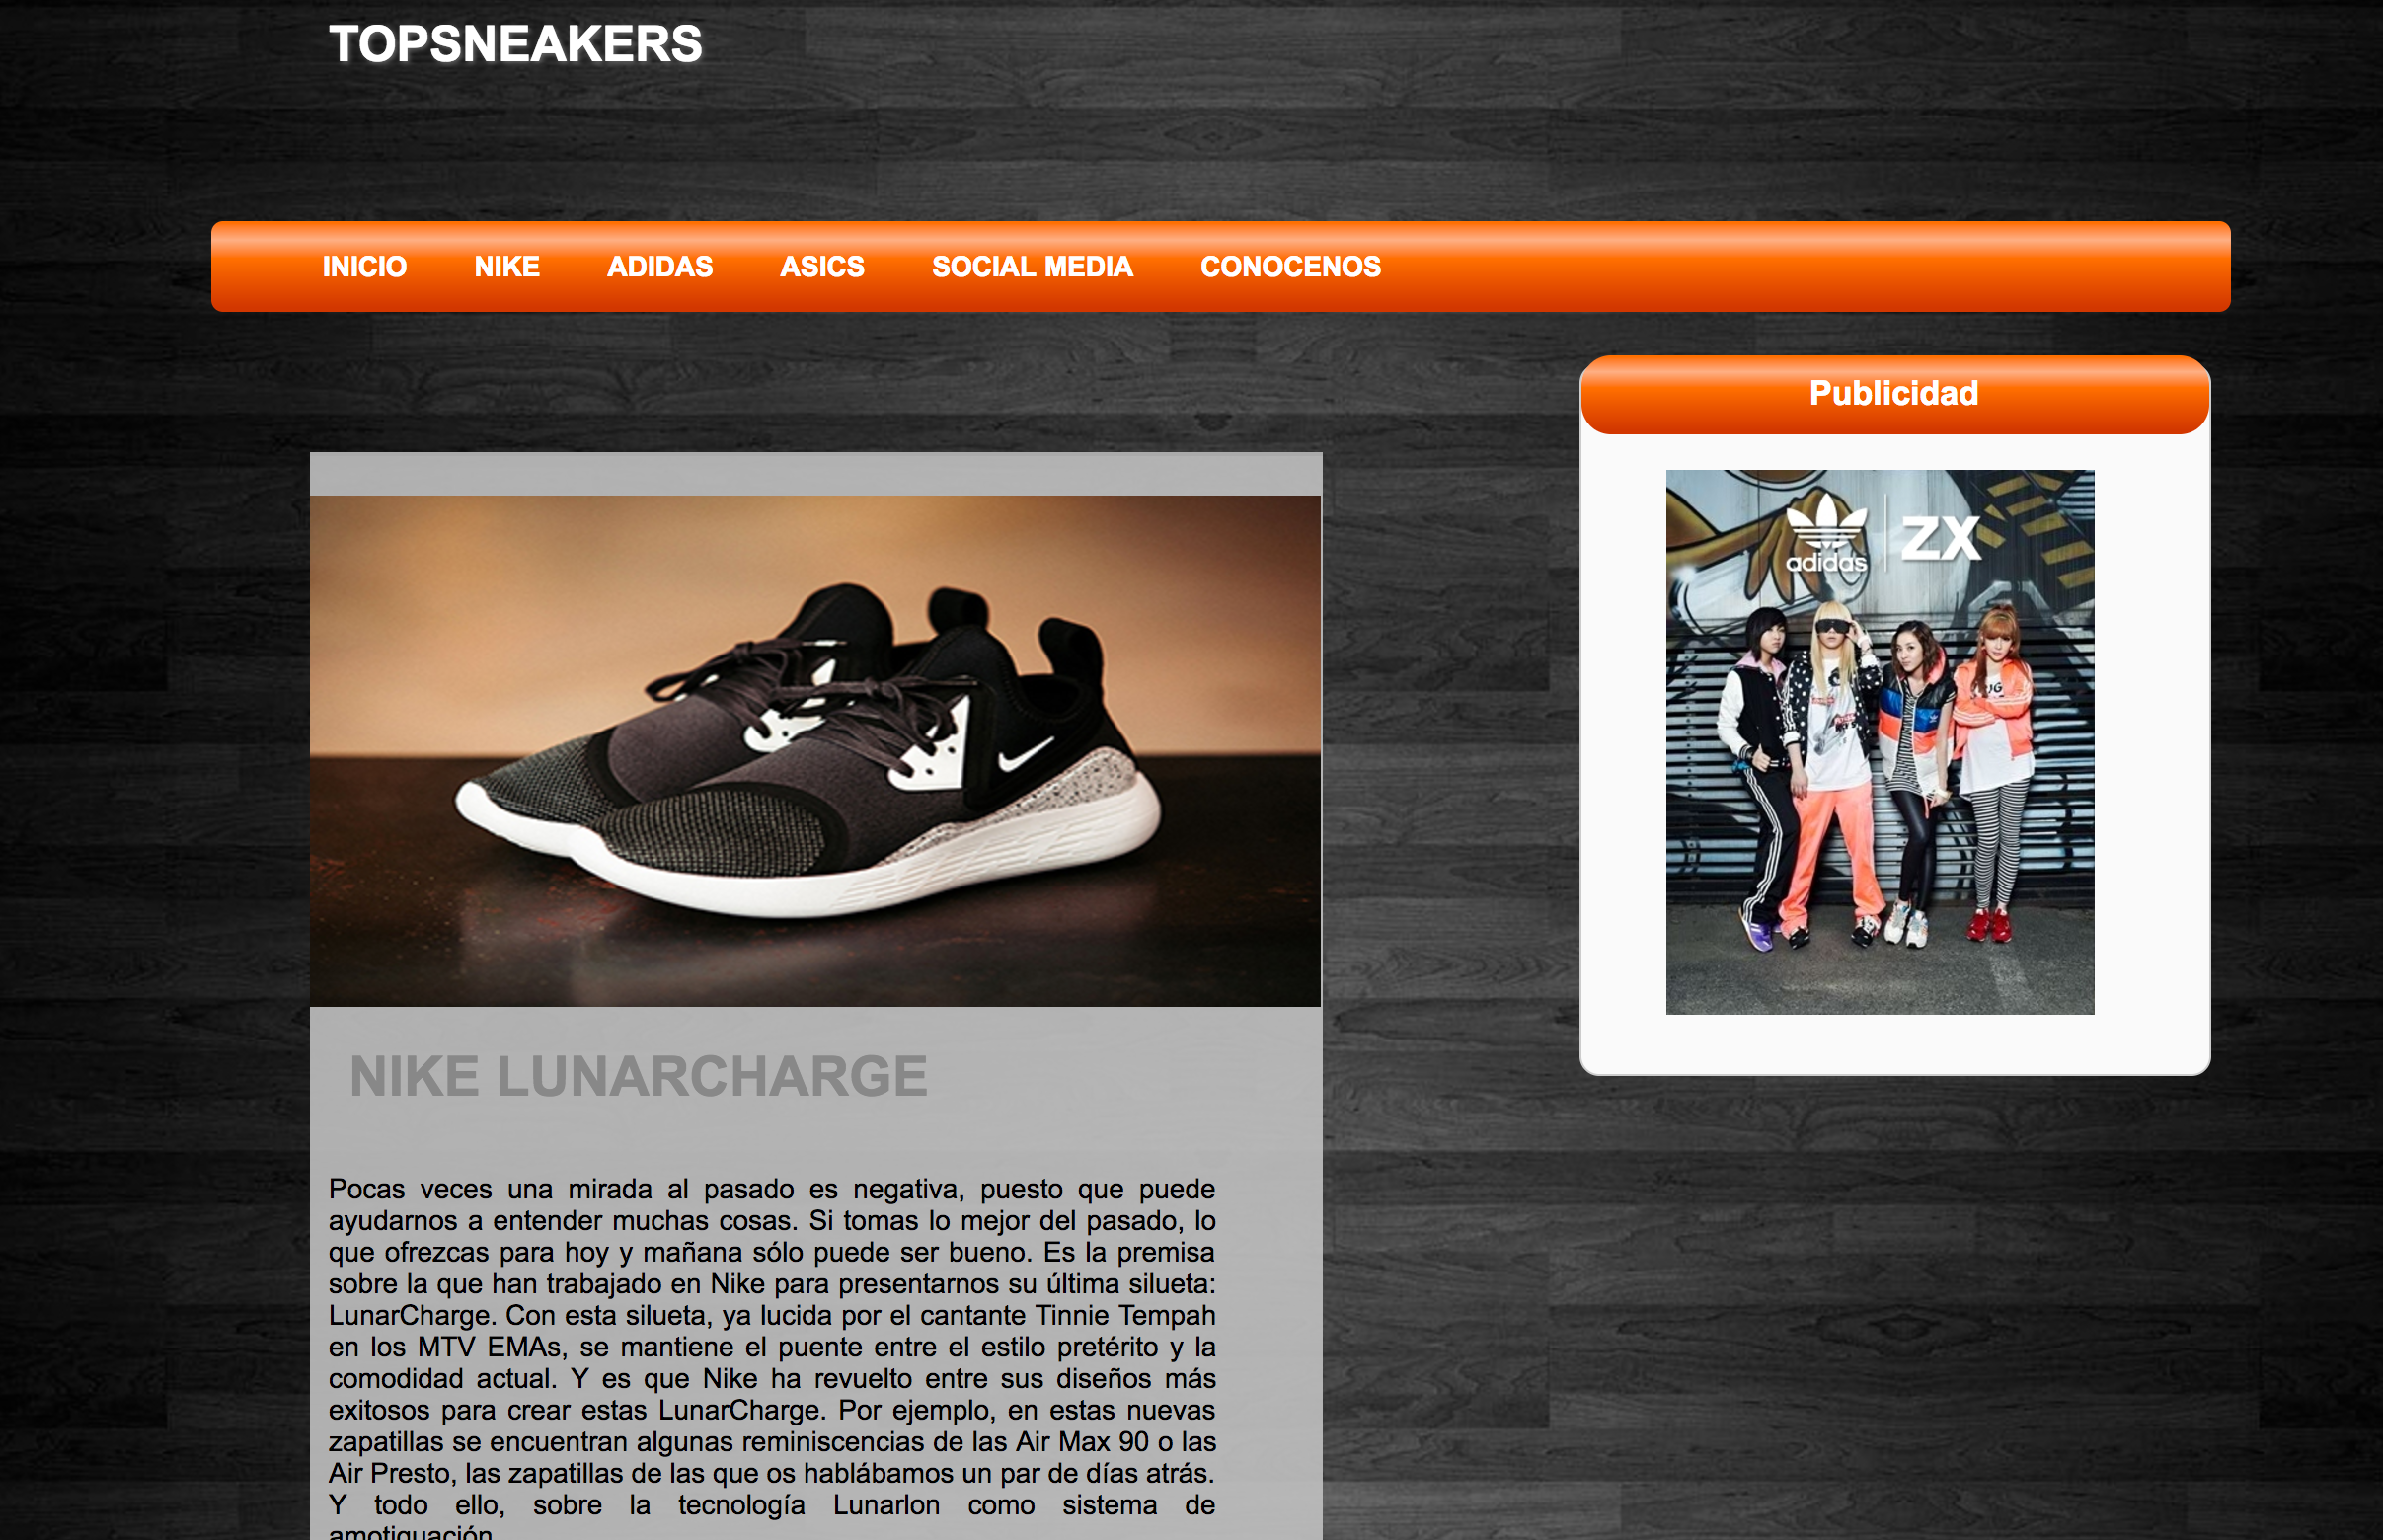 TOPSNEAKERS
INICIO NIKE ADIDAS ASICS SOCIAL MEDIA CONOCENOS
Publicidad
adidas | ZX
NIKE LUNARCHARGE
Pocas veces una mirada al pasado es negativa, puesto que puede
ayudarnos a entender muchas cosas. Si tomas lo mejor del pasado, lo
que ofrezcas para hoy y mañana sólo puede ser bueno. Es la premisa
sobre la que han trabajado en Nike para presentarnos su última silueta:
LunarCharge. Con esta silueta, ya lucida por el cantante Tinnie Tempah
en los MTV EMAs, se mantiene el puente entre el estilo pretérito y la
comodidad actual. Y es que Nike ha revuelto entre sus diseños más
exitosos para crear estas LunarCharge. Por ejemplo, en estas nuevas
zapatillas se encuentran algunas reminiscencias de las Air Max 90 o las
Air Presto, las zapatillas de las que os hablábamos un par de días atrás.
Y todo ello, sobre la tecnología Lunarlon como sistema de